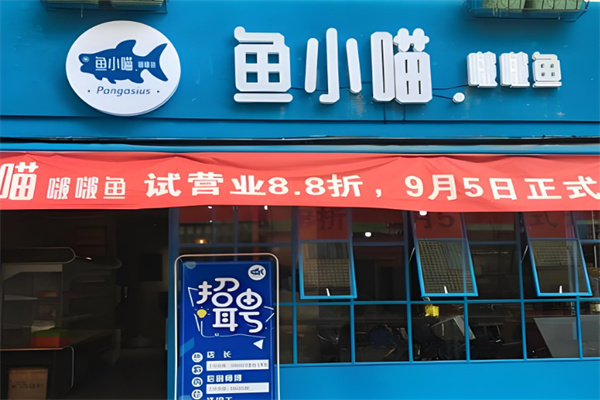 鱼小喵
Pangasius
鱼小喵·啵啵鱼
喵 啵啵鱼 试营业8.8折，9月5日正式
招聘
店长